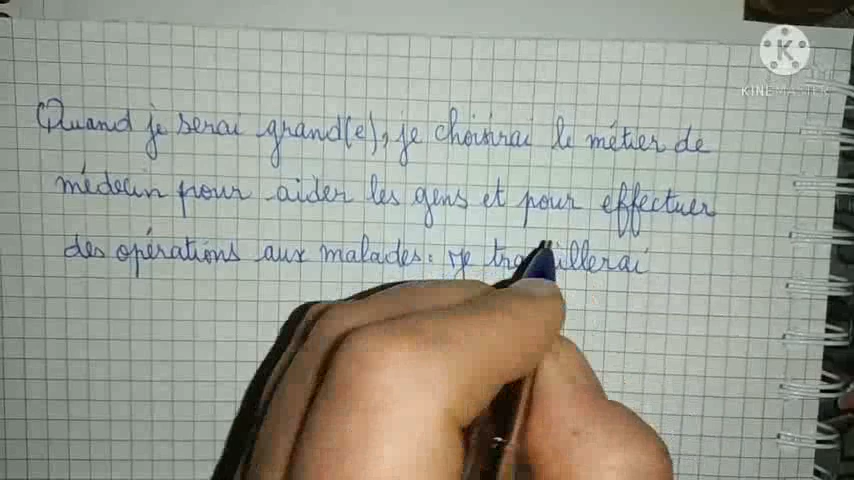 KINEMASTER
Quand je serai grand(e), je choisirai le métier de
médecin pour aider les gens et pour effectuer
des opérations aux malades. Je travaillerai